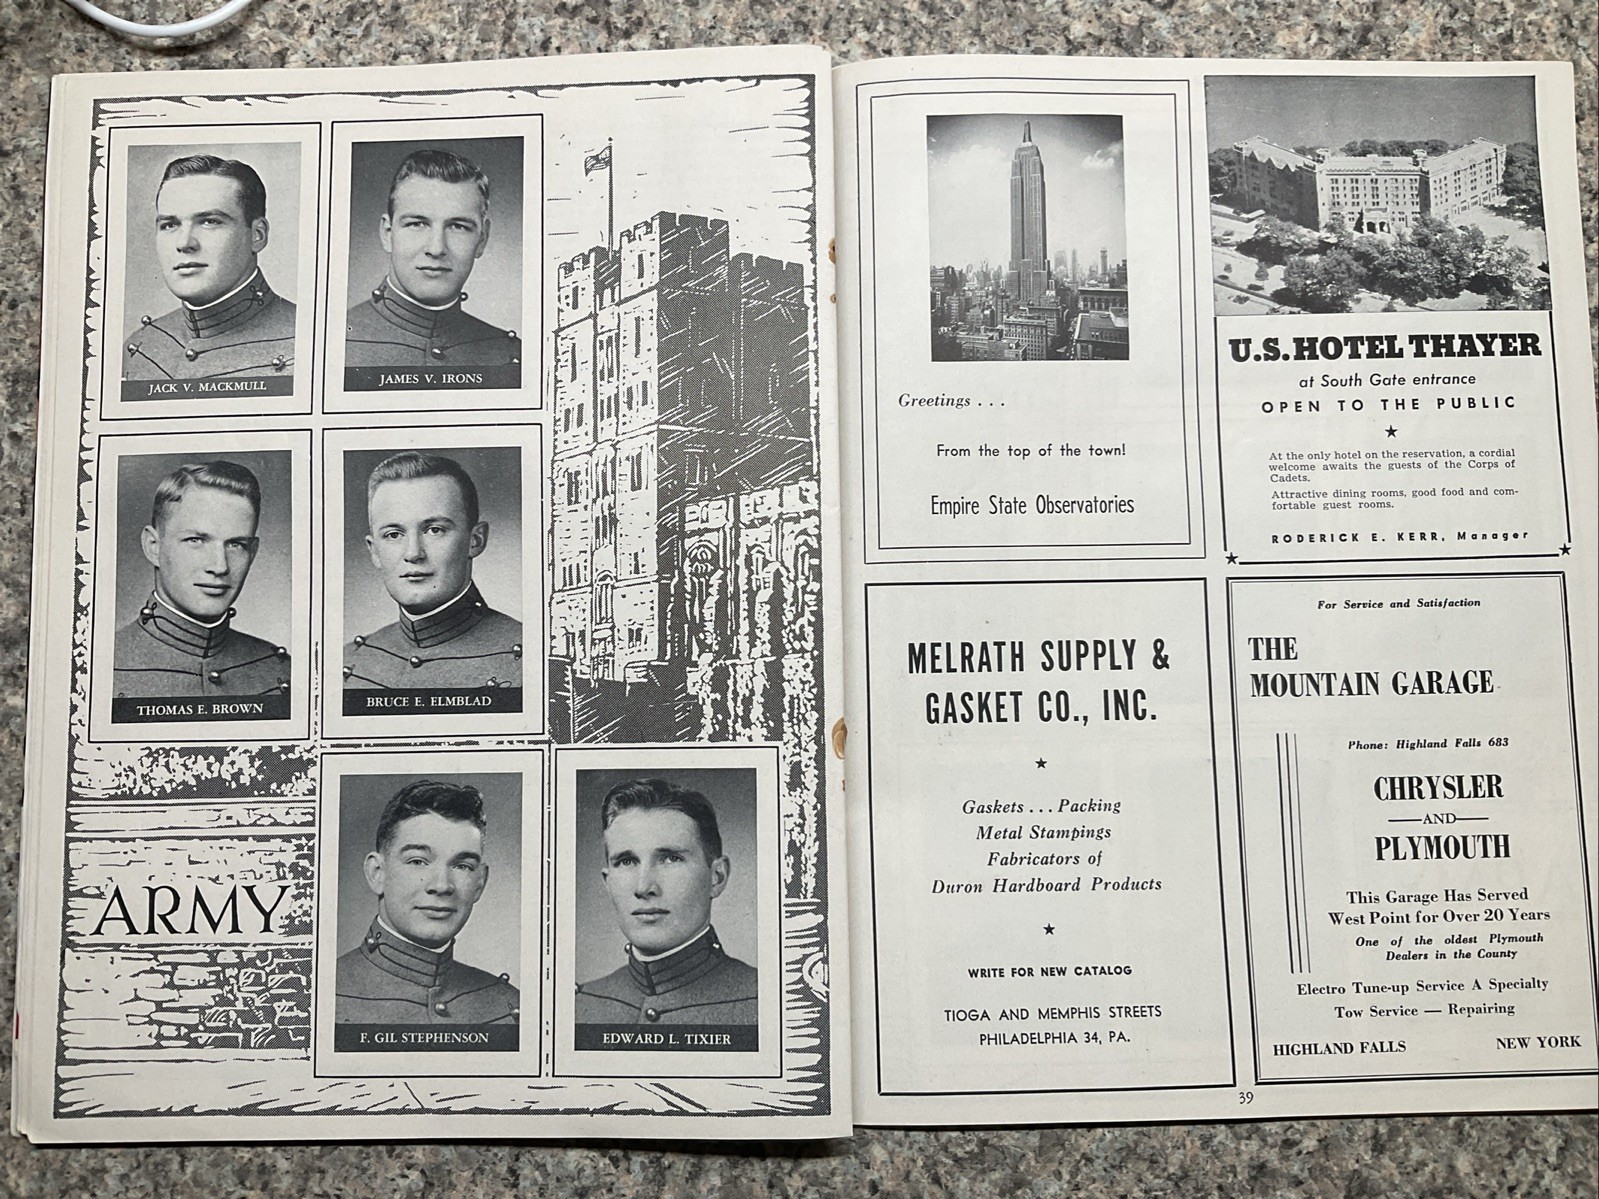 JACK V. MACKMULL
JAMES V. IRONS
THOMAS E. BROWN
BRUCE E. ELMBLAD
ARMY
F. GIL STEPHENSON
EDWARD L. TIXIER
Greetings . . .
From the top of the town!
Empire State Observatories
U.S. HOTEL THAYER
at South Gate entrance
OPEN TO THE PUBLIC
At the only hotel on the reservation, a cordial
welcome awaits the guests of the Corps of
Cadets.
Attractive dining rooms, good food and com-
fortable guest rooms.
RODERICK E. KERR, Manager
MELRATH SUPPLY &
GASKET CO., INC.
Gaskets . . . Packing
Metal Stampings
Fabricators of
Duron Hardboard Products
WRITE FOR NEW CATALOG
TIOGA AND MEMPHIS STREETS
PHILADELPHIA 34, PA.
For Service and Satisfaction
THE
MOUNTAIN GARAGE
Phone: Highland Falls 683
CHRYSLER
—AND—
PLYMOUTH
This Garage Has Served
West Point for Over 20 Years
One of the oldest Plymouth
Dealers in the County
Electro Tune-up Service A Specialty
Tow Service — Repairing
HIGHLAND FALLS NEW YORK
39